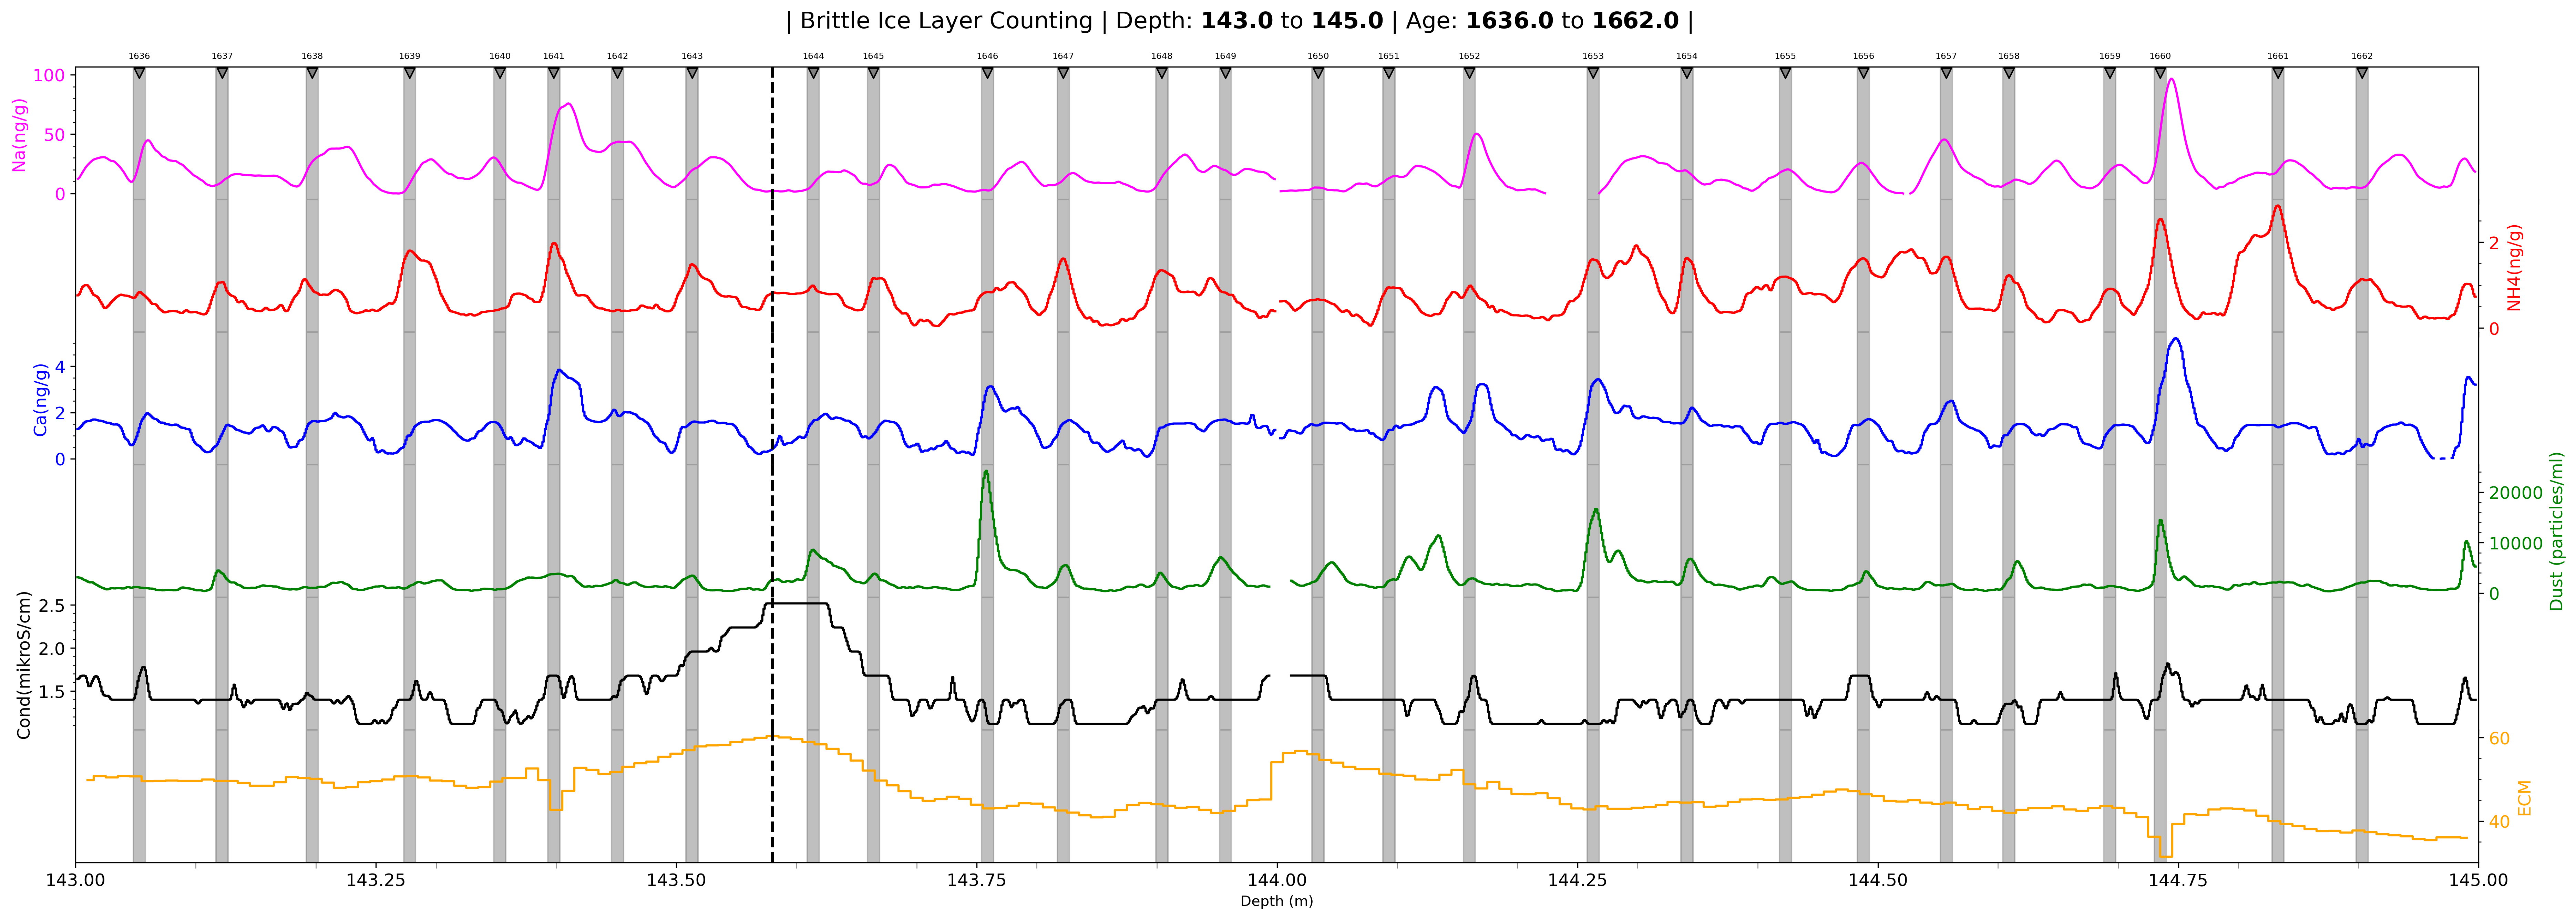 | Brittle Ice Layer Counting | Depth: 143.0 to 145.0 | Age: 1636.0 to 1662.0 |
1636 1637 1638 1639 1640 1641 1642 1643 1644 1645 1646 1647 1648 1649 1650 1651 1652 1653 1654 1655 1656 1657 1658 1659 1660 1661 1662
Na(ng/g)
100
50
0
NH4(ng/g)
2
0
Ca(ng/g)
4
2
0
Dust (particles/ml)
20000
10000
0
Cond(mikroS/cm)
2.5
2.0
1.5
ECM
60
40
143.00 143.25 143.50 143.75 144.00 144.25 144.50 144.75 145.00
Depth (m)